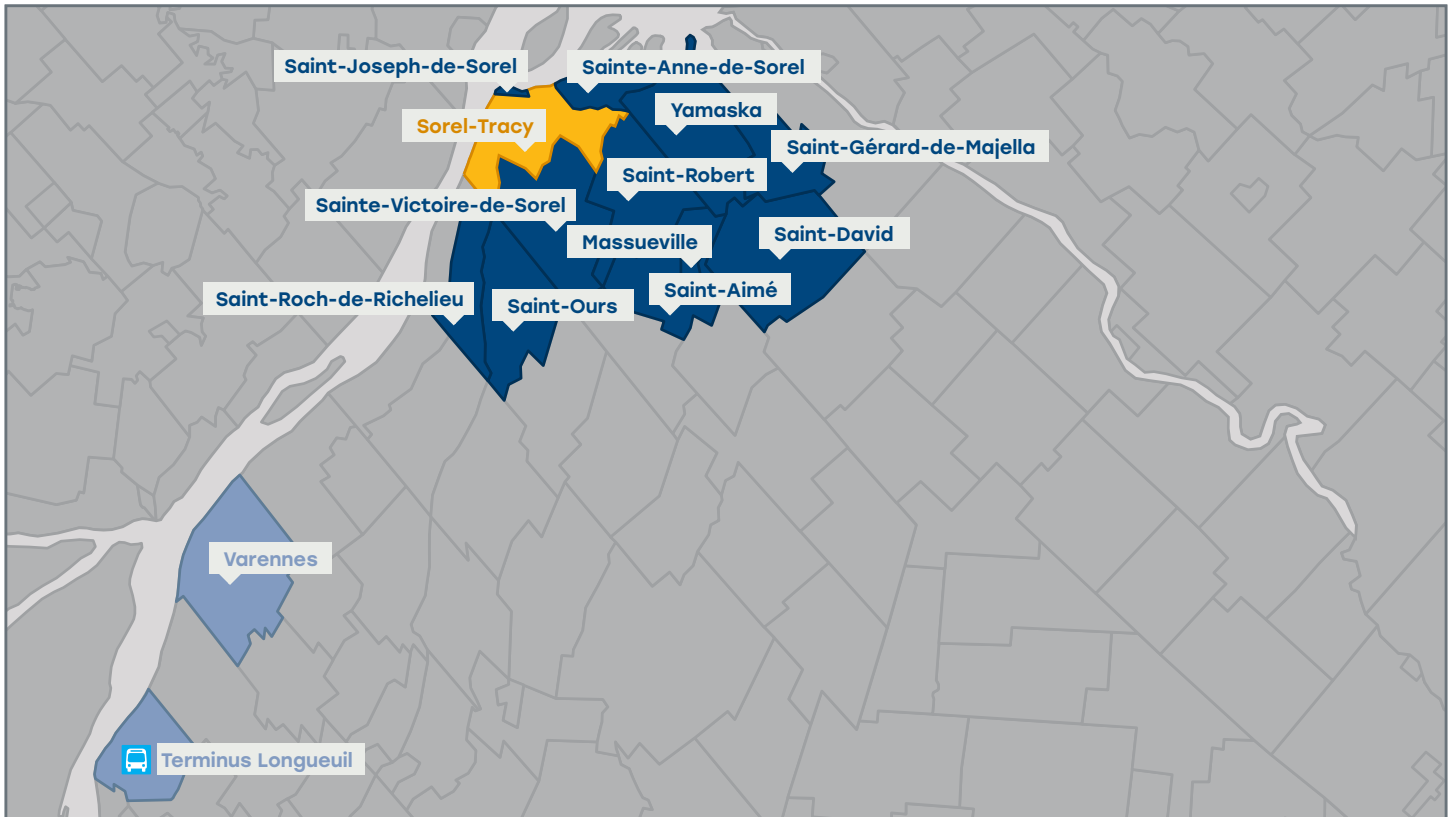 Saint-Joseph-de-Sorel
Sainte-Anne-de-Sorel
Yamaska
Sorel-Tracy
Saint-Gérard-de-Majella
Saint-Robert
Sainte-Victoire-de-Sorel
Massueville
Saint-David
Saint-Aimé
Saint-Roch-de-Richelieu
Saint-Ours
Varennes
Terminus Longueuil